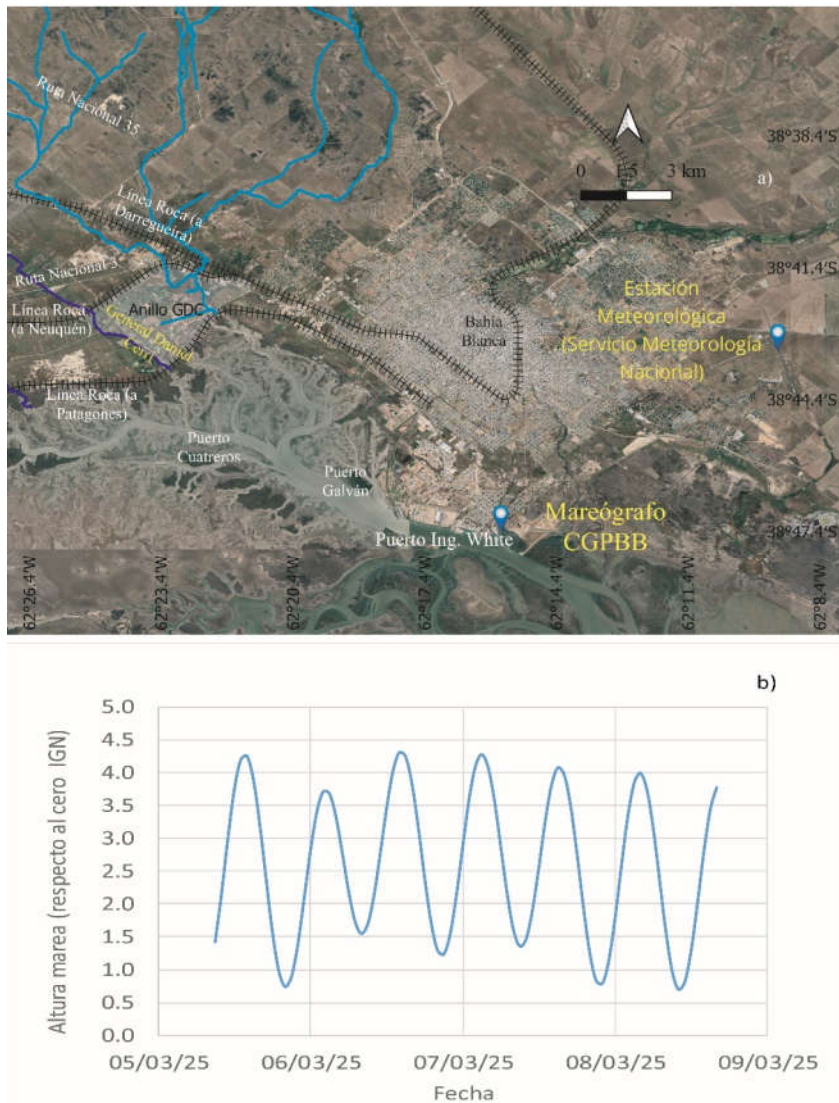 Ruta Nacional 35
38°38.4'S
0 1.5 3 km
a)
Línea Roca (a
Darregueira)
38°41.4'S
Ruta Nacional 3
Línea Roca
(a Neuquén)
Anillo GDC
General Daniel
Cerri
Bahía
Blanca
Estación
Meteorológica
(Servicio Meteorología
Nacional)
38°44.4'S
Línea Roca (a
Patagones)
Puerto
Cuatreros
Puerto
Galván
Puerto Ing. White
Mareógrafo
CGPBB
38°47.4'S
62°26.4'W
62°23.4'W
62°20.4'W
62°17.4'W
62°14.4'W
62°11.4'W
62°8.4'W
b)
Altura marea (respecto al cero IGN)
5.0
4.5
4.0
3.5
3.0
2.5
2.0
1.5
1.0
0.5
0.0
05/03/25 06/03/25 07/03/25 08/03/25 09/03/25
Fecha